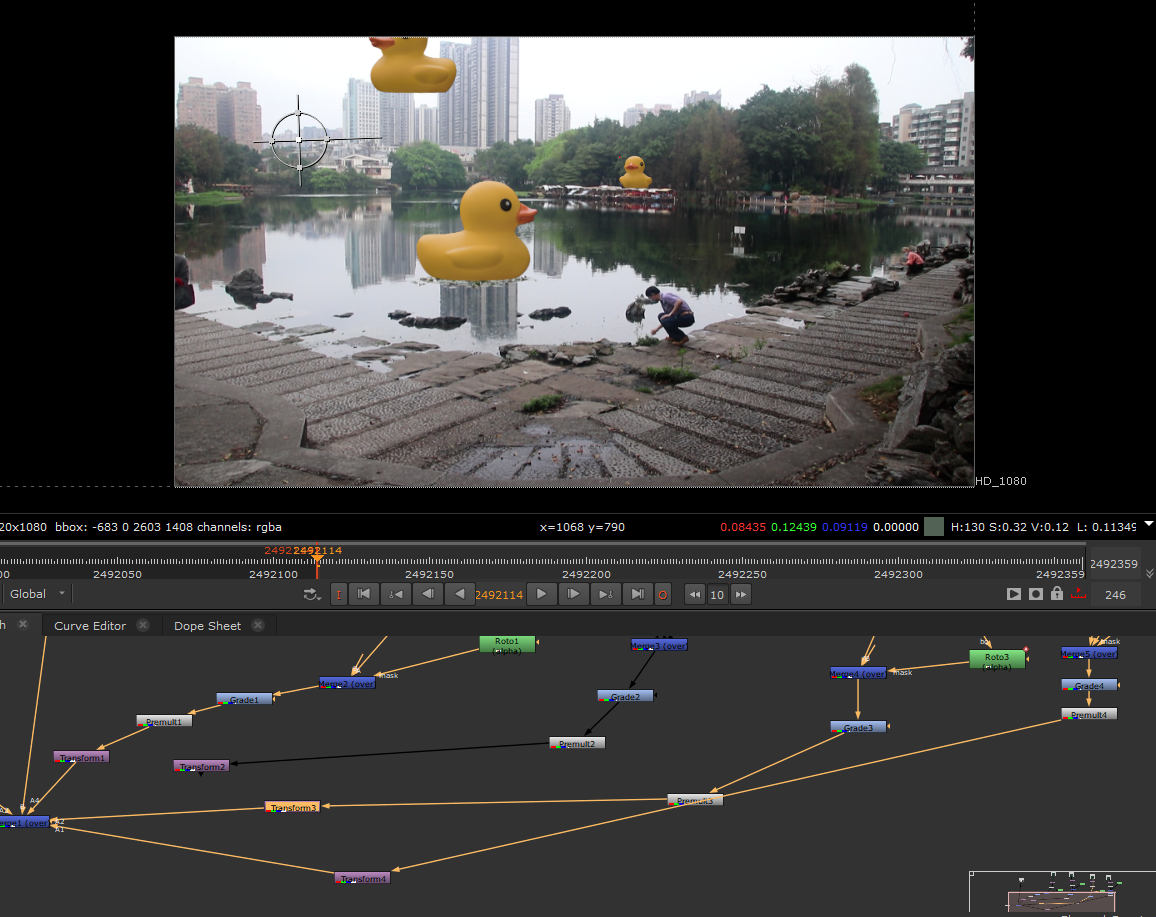 HD_1080
20x1080 bbox: -683 0 2603 1408 channels: rgba
x=1068 y=790
0.08435 0.12439 0.09119 0.00000
H:130 S:0.32 V:0.12 L: 0.11349
2492114
2492050 2492100 2492150 2492200 2492250 2492300 2492359
2492359
Global
2492114
10
246
Curve Editor
Dope Sheet
Roto1
(alpha)
Merge3 (over)
Roto3
(alpha)
mask
Merge5 (over)
Merge2 (over)
mask
Merge4 (over)
mask
Grade1
Grade2
Grade4
Premult1
Premult4
Grade3
Premult2
Transform1
Transform2
A4
B
Transform3
Premult3
Merge1 (over)
A2
A1
Transform4